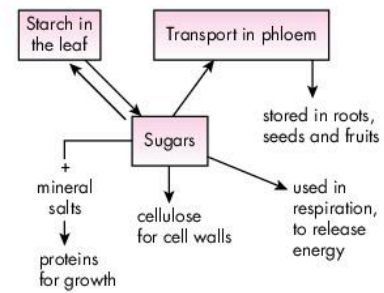 Starch in
the leaf
Transport in phloem
stored in roots,
seeds and fruits
Sugars
+
mineral
salts
proteins
for growth
cellulose
for cell walls
used in
respiration,
to release
energy